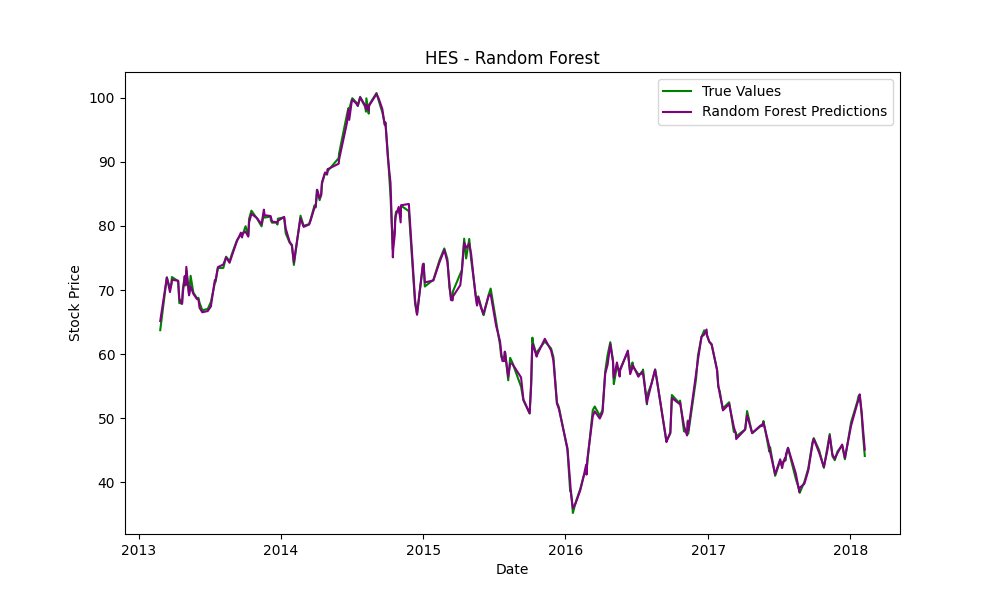 HES - Random Forest
True Values
Random Forest Predictions
100
90
80
70
60
50
40
Stock Price
2013 2014 2015 2016 2017 2018
Date